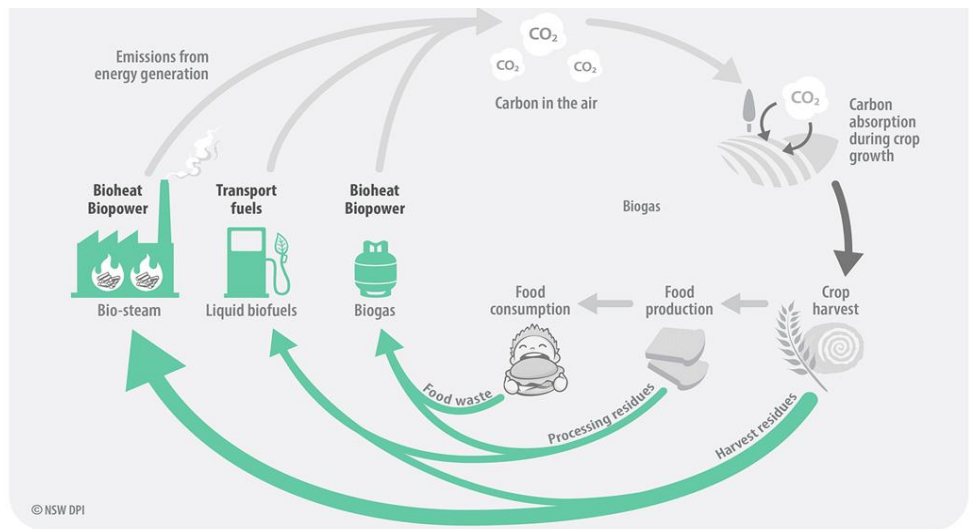 Emissions from
energy generation
CO₂
CO₂
CO₂
Carbon in the air
CO₂
Carbon
absorption
during crop
growth
Bioheat
Biopower
Transport
fuels
Bioheat
Biopower
Biogas
Bio-steam
Liquid biofuels
Biogas
Food
consumption
Food
production
Crop
harvest
Food waste
Processing residues
Harvest residues
© NSW DPI